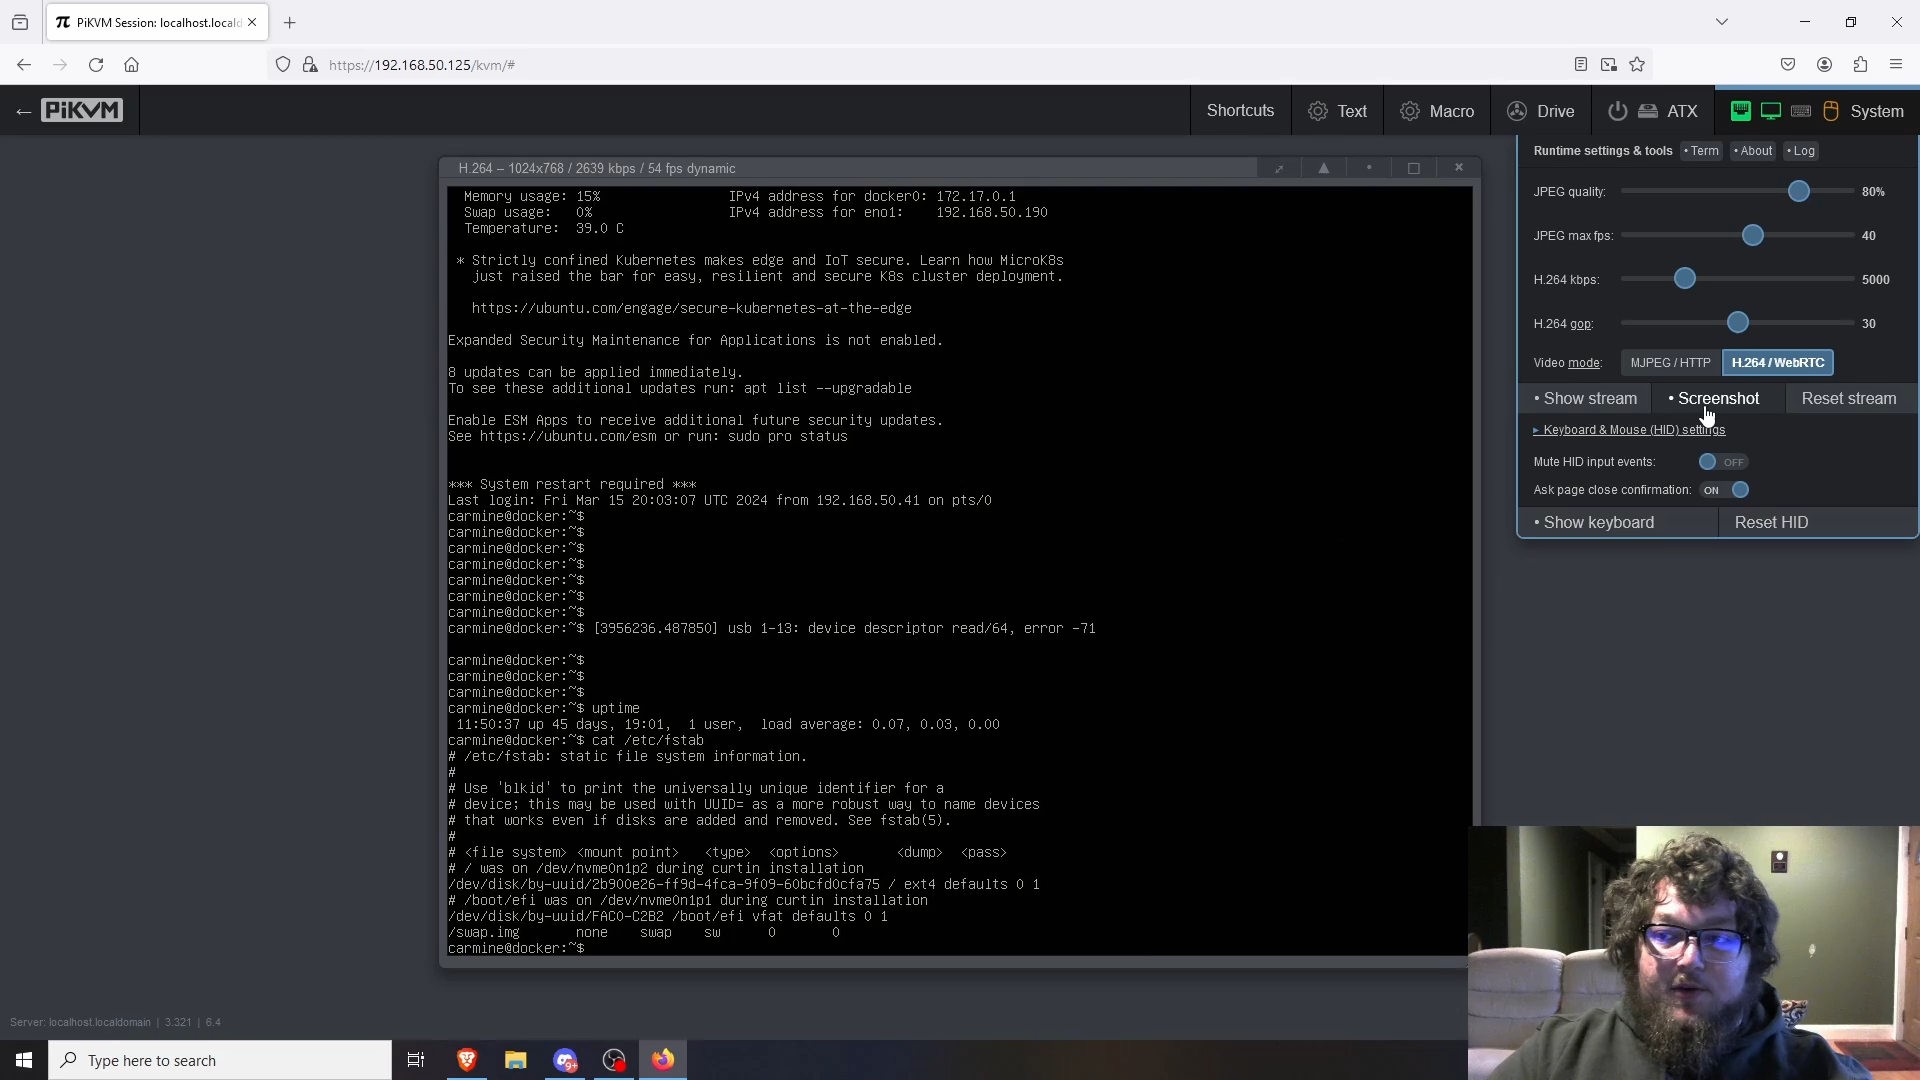 PiKVM Session: localhost.locald
https://192.168.50.125/kvm/#
PiKVM
Shortcuts
Text
Macro
Drive
ATX
System
H.264 – 1024x768 / 2639 kbps / 54 fps dynamic
Memory usage: 15% IPv4 address for docker0: 172.17.0.1
Swap usage: 0% IPv4 address for eno1: 192.168.50.190
Temperature: 39.0 C
* Strictly confined Kubernetes makes edge and IoT secure. Learn how MicroK8s
just raised the bar for easy, resilient and secure K8s cluster deployment.
https://ubuntu.com/engage/secure-kubernetes-at-the-edge
Expanded Security Maintenance for Applications is not enabled.
8 updates can be applied immediately.
To see these additional updates run: apt list --upgradable
Enable ESM Apps to receive additional future security updates.
See https://ubuntu.com/esm or run: sudo pro status
*** System restart required ***
Last login: Fri Mar 15 20:03:07 UTC 2024 from 192.168.50.41 on pts/0
carmine@docker:~$
carmine@docker:~$
carmine@docker:~$
carmine@docker:~$
carmine@docker:~$
carmine@docker:~$
carmine@docker:~$
carmine@docker:~$ [3956236.487850] usb 1-13: device descriptor read/64, error -71
carmine@docker:~$
carmine@docker:~$
carmine@docker:~$
carmine@docker:~$ uptime
11:50:37 up 45 days, 19:01, 1 user, load average: 0.07, 0.03, 0.00
carmine@docker:~$ cat /etc/fstab
# /etc/fstab: static file system information.
#
# Use 'blkid' to print the universally unique identifier for a
# device; this may be used with UUID= as a more robust way to name devices
# that works even if disks are added and removed. See fstab(5).
#
# <file system> <mount point> <type> <options> <dump> <pass>
# / was on /dev/nvme0n1p2 during curtin installation
/dev/disk/by-uuid/2b900e26-ff9d-4fca-9f09-60bcfd0cfa75 / ext4 defaults 0 1
# /boot/efi was on /dev/nvme0n1p1 during curtin installation
/dev/disk/by-uuid/FAC0-C2B2 /boot/efi vfat defaults 0 1
/swap.img none swap sw 0 0
carmine@docker:~$
Runtime settings & tools • Term • About • Log
JPEG quality: 80%
JPEG max fps: 40
H.264 kbps: 5000
H.264 gop: 30
Video mode: MJPEG / HTTP H.264 / WebRTC
• Show stream • Screenshot Reset stream
▸ Keyboard & Mouse (HID) settings
Mute HID input events: OFF
Ask page close confirmation: ON
• Show keyboard Reset HID
Server: localhost.localdomain | 3.321 | 6.4
Type here to search
9+